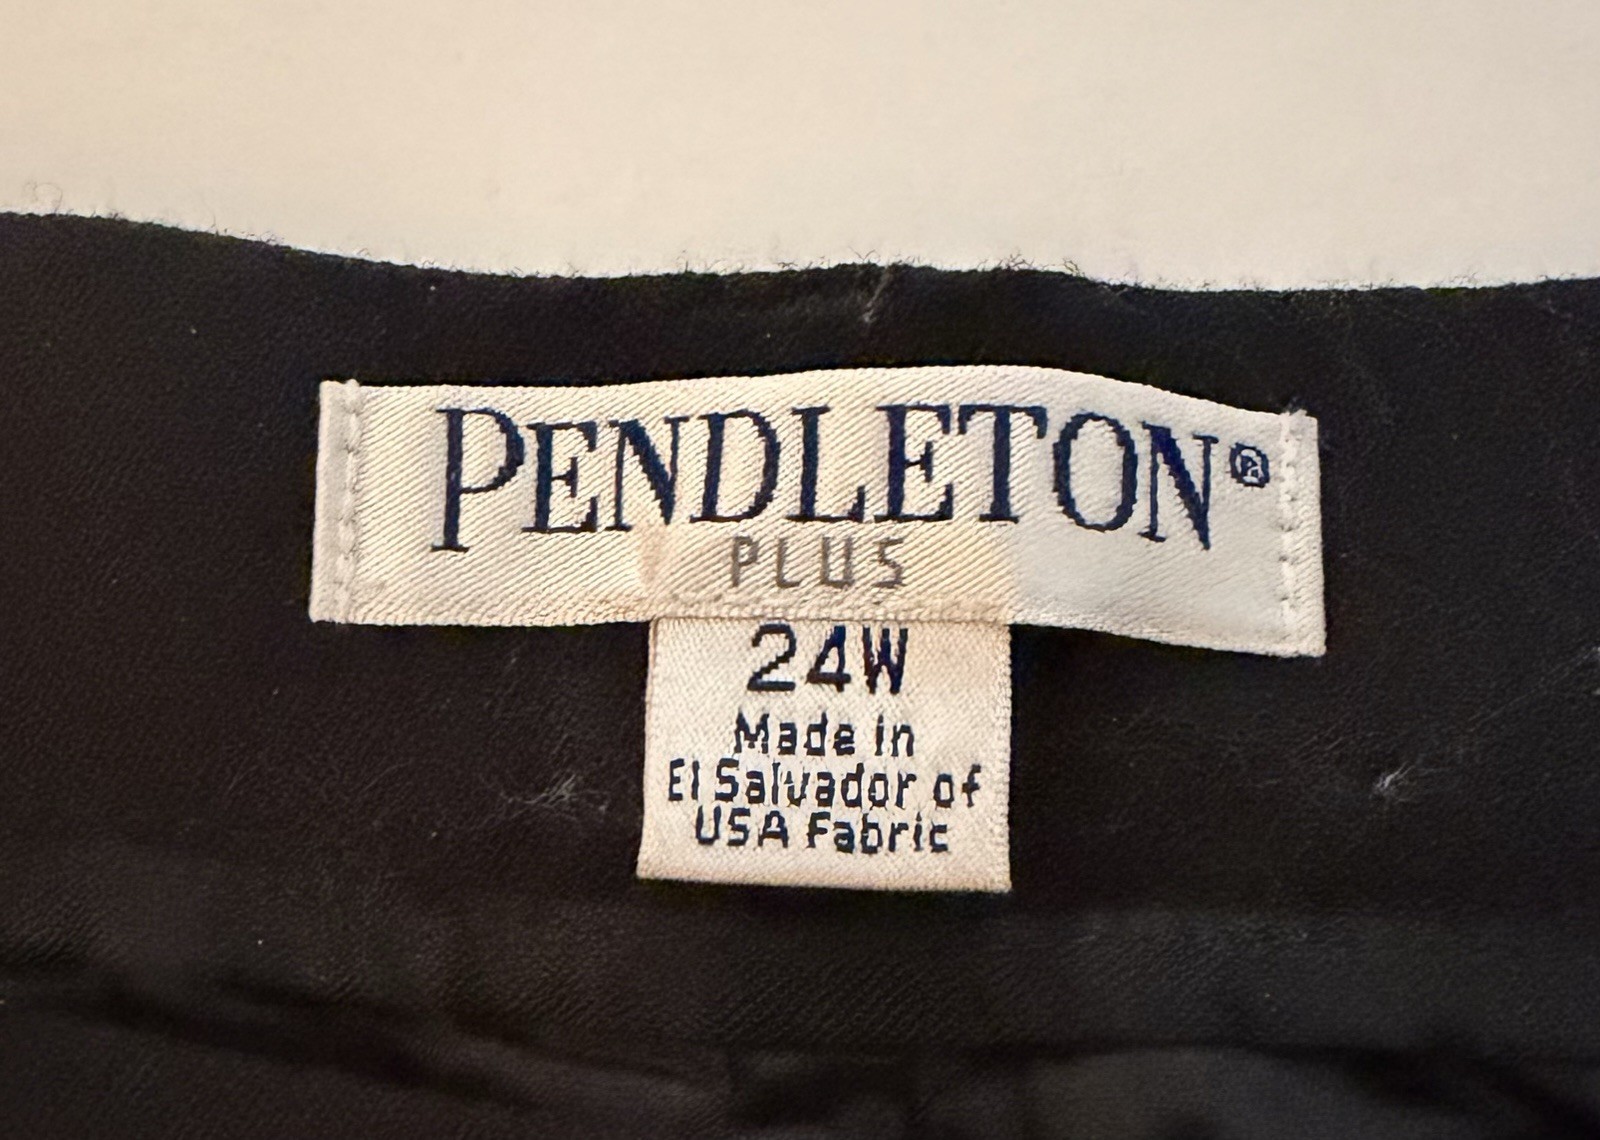 PENDLETON®
PLUS
24W
Made in
El Salvador of
USA Fabric